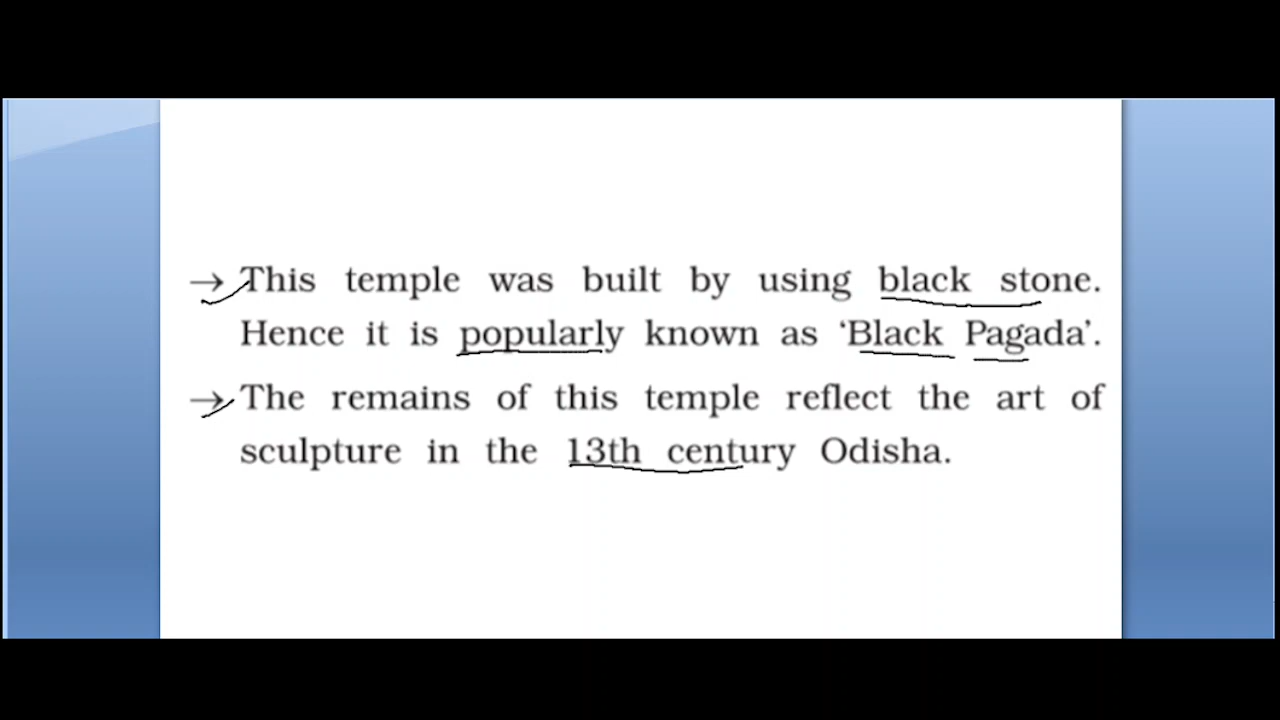 → This temple was built by using black stone.
Hence it is popularly known as ‘Black Pagada’.
→ The remains of this temple reflect the art of
sculpture in the 13th century Odisha.